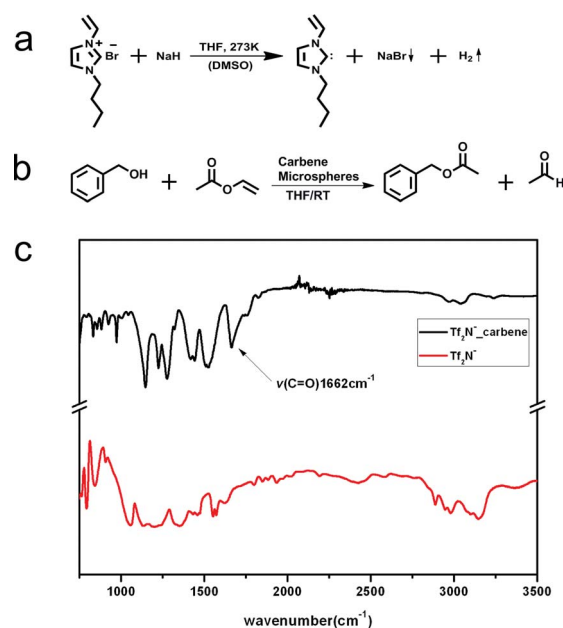 a
N + N Br − + NaH THF, 273K (DMSO) N N : + NaBr↓ + H₂↑
b
OH + O O Carbene Microspheres THF/RT O O + O H
c
Tf₂N⁻_carbene
Tf₂N⁻
ν(C=O)1662cm⁻¹
1000 1500 2000 2500 3000 3500
wavenumber(cm⁻¹)